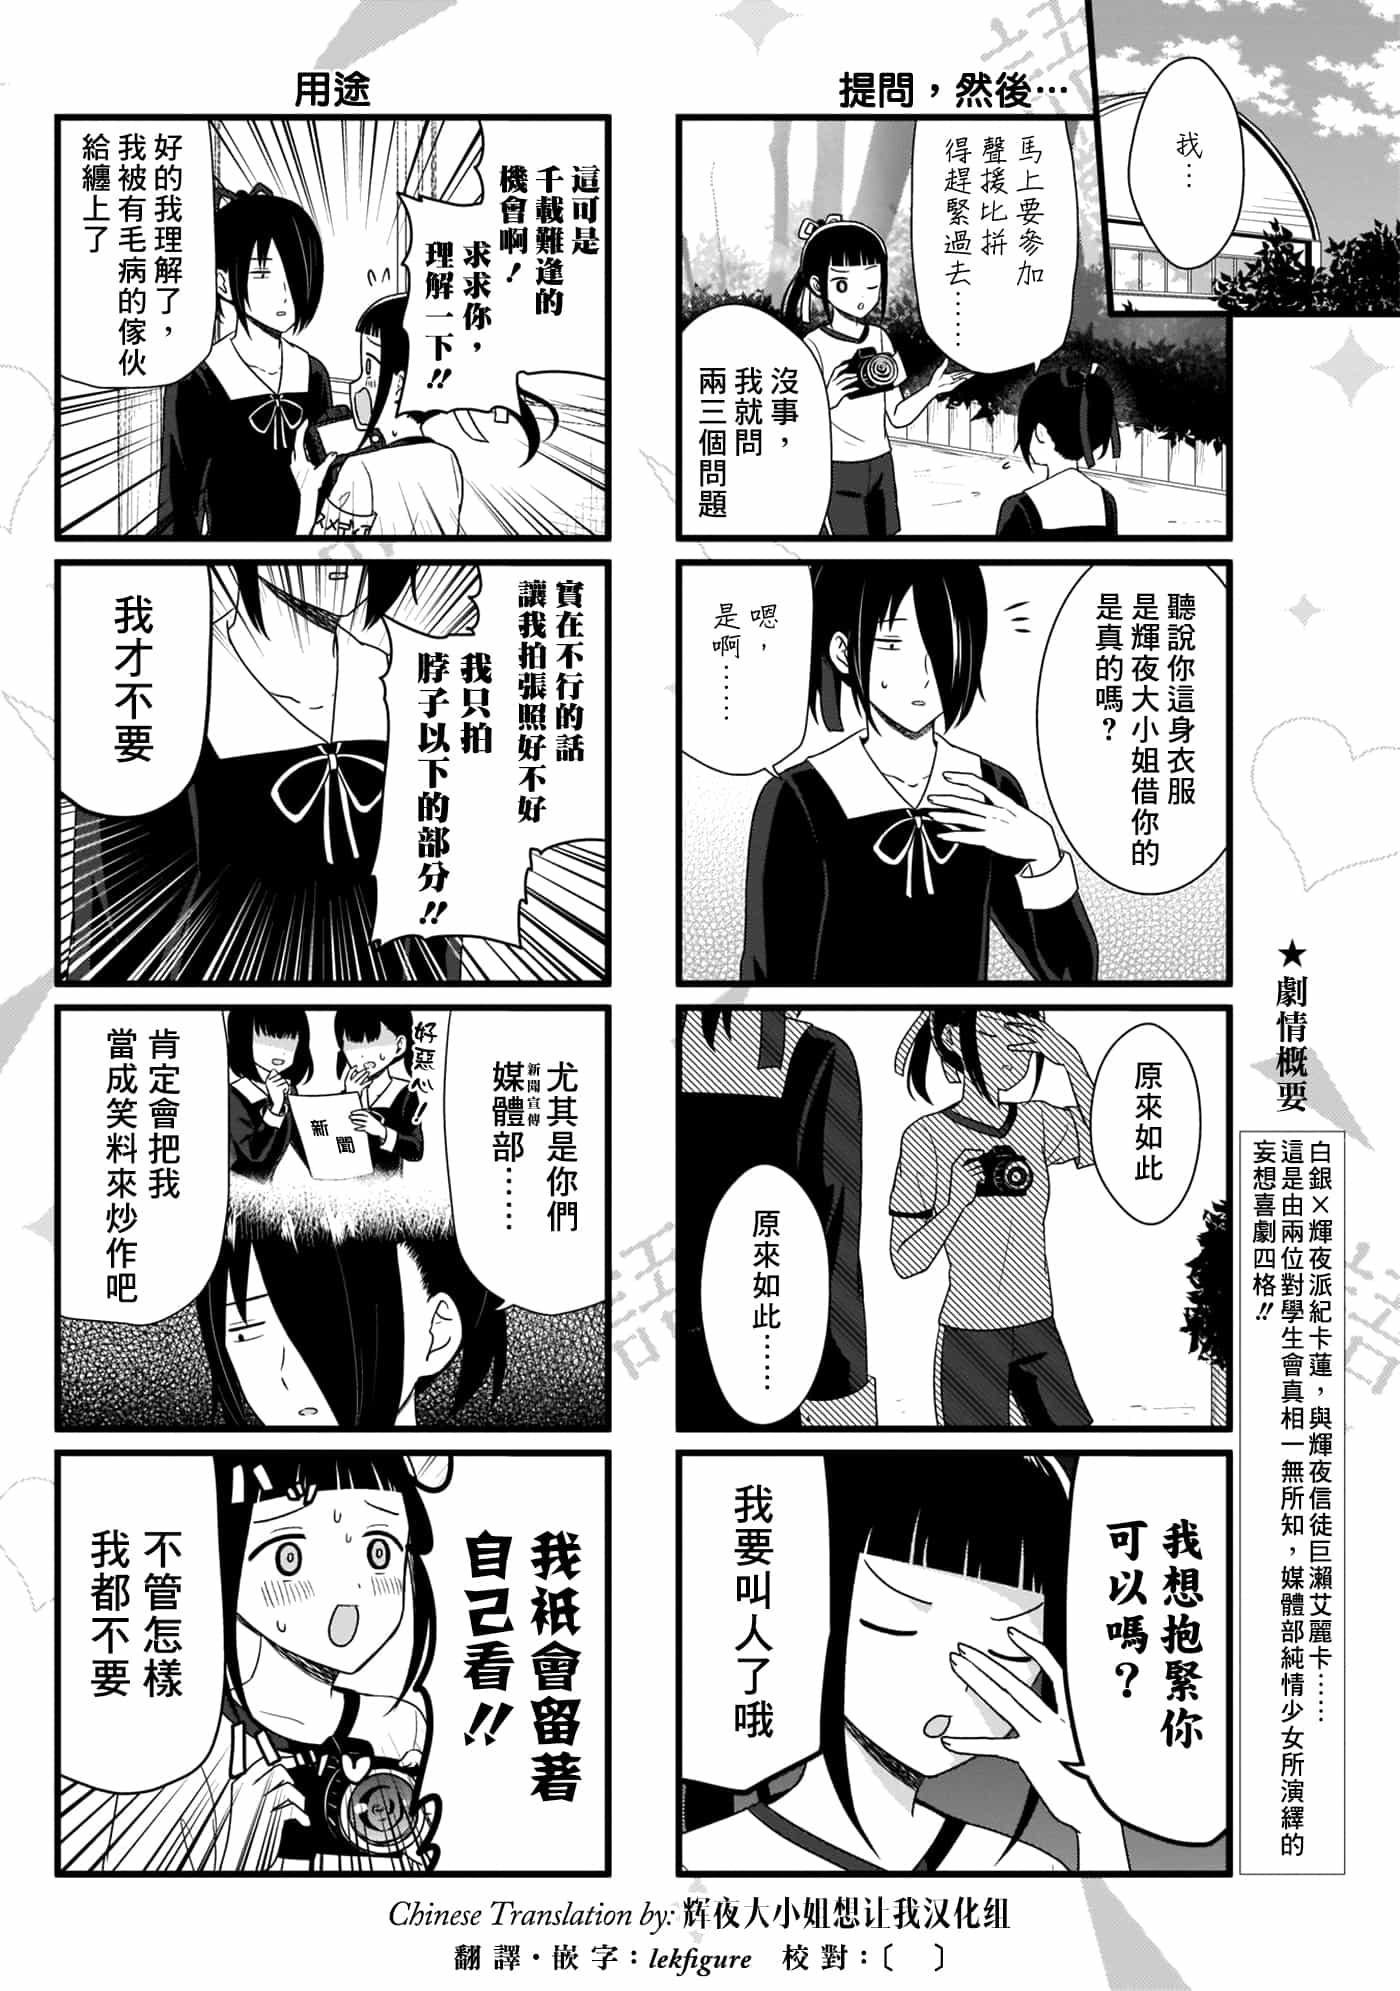 提問，然後…
我…
馬上要參加
聲援比拼
得趕緊過去……
沒事，
我就問
兩三個問題
聽說你這身衣服
是輝夜大小姐借你的
是真的嗎？
嗯，
是啊……
原來如此
原來如此……
我想抱緊你
可以嗎？
我要叫人了哦
用途
這可是
千載難逢的
機會啊！
求求你，
理解一下!!
好的我理解了，
我被有毛病的傢伙
給纏上了
實在不行的話
讓我拍張照好不好
我只拍
脖子以下的部分!!
我才不要
尤其是你們
新聞宣傳
媒體部……
好惡心！
新聞
肯定會把我
當成笑料來炒作吧
我衹會留著
自己看!!
不管怎樣
我都不要
★劇情概要
白銀×輝夜派紀卡蓮，與輝夜信徒巨瀨艾麗卡……
這是由兩位對學生會真相一無所知，媒體部純情少女所演繹的
妄想喜劇四格!!
Chinese Translation by: 辉夜大小姐想让我汉化组
翻譯·嵌字：lekfigure 校對：〔 〕